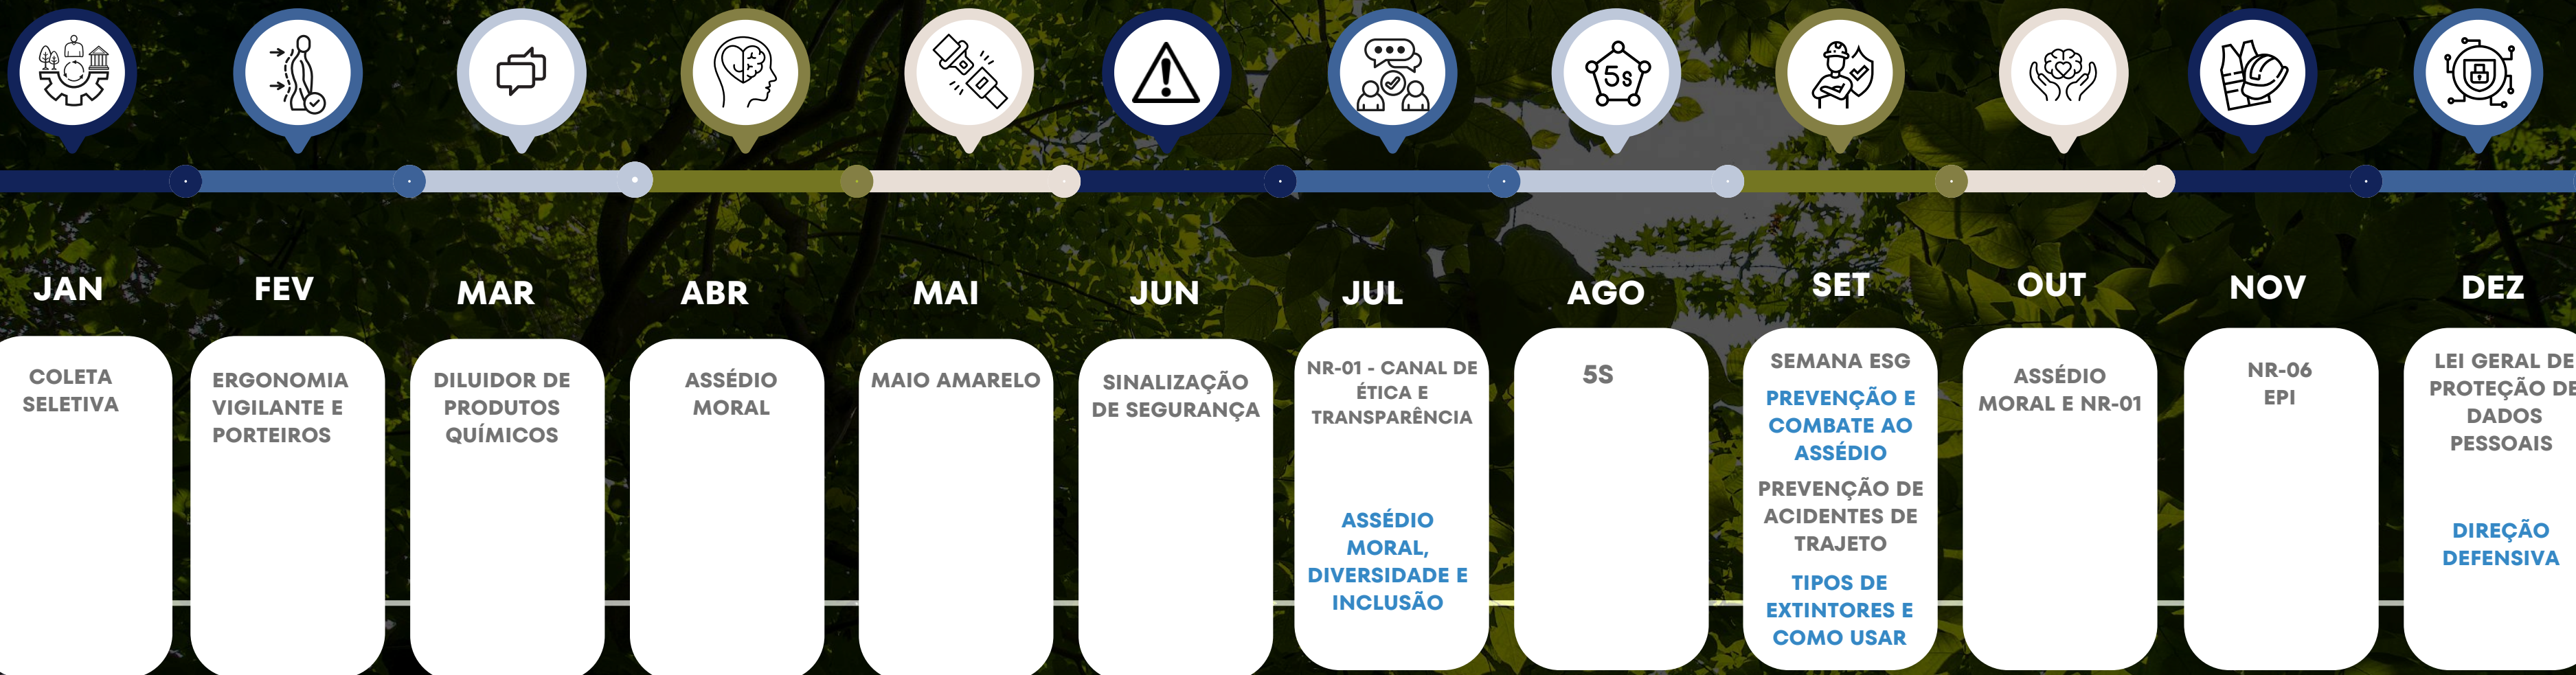 5s
JAN
FEV
MAR
ABR
MAI
JUN
JUL
AGO
SET
OUT
NOV
DEZ
COLETA
SELETIVA
ERGONOMIA
VIGILANTE E
PORTEIROS
DILUIDOR DE
PRODUTOS
QUÍMICOS
ASSÉDIO
MORAL
MAIO AMARELO
SINALIZAÇÃO
DE SEGURANÇA
NR-01 - CANAL DE
ÉTICA E
TRANSPARÊNCIA
ASSÉDIO
MORAL,
DIVERSIDADE E
INCLUSÃO
5S
SEMANA ESG
PREVENÇÃO E
COMBATE AO
ASSÉDIO
PREVENÇÃO DE
ACIDENTES DE
TRAJETO
TIPOS DE
EXTINTORES E
COMO USAR
ASSÉDIO
MORAL E NR-01
NR-06
EPI
LEI GERAL DE
PROTEÇÃO DE
DADOS
PESSOAIS
DIREÇÃO
DEFENSIVA